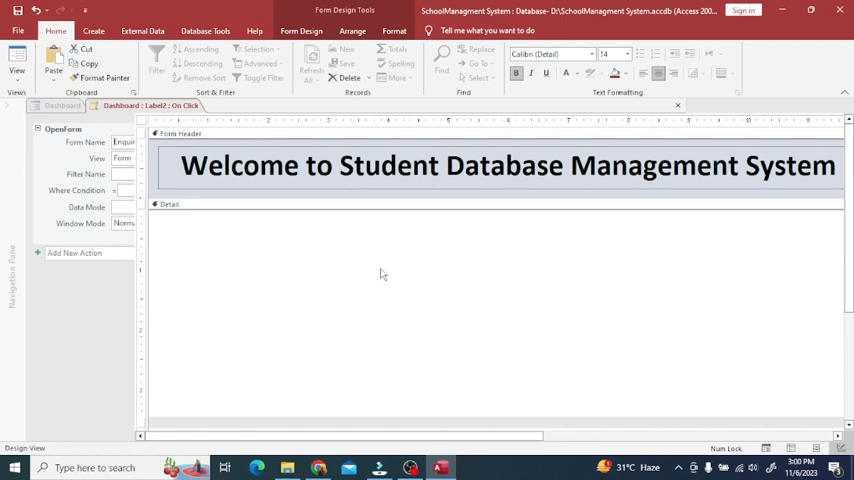 Form Design Tools
SchoolManagment System : Database- D:\SchoolManagment System.accdb (Access 200...
Sign in
File
Home
Create
External Data
Database Tools
Help
Form Design
Arrange
Format
Tell me what you want to do
View
Views
Paste
Cut
Copy
Format Painter
Clipboard
Filter
Ascending
Descending
Remove Sort
Selection
Advanced
Toggle Filter
Sort & Filter
Refresh
All
New
Save
Delete
Totals
Spelling
More
Records
Find
Replace
Go To
Select
Find
Calibri (Detail)
14
B I U
A
Text Formatting
Dashboard
Dashboard : Label2 : On Click
OpenForm
Form Name Enquir
View Form
Filter Name
Where Condition =
Data Mode
Window Mode Norma
Add New Action
Navigation Pane
Form Header
Welcome to Student Database Management System
Detail
Design View
Num Lock
Type here to search
31°C Haze
3:00 PM
11/6/2023
3